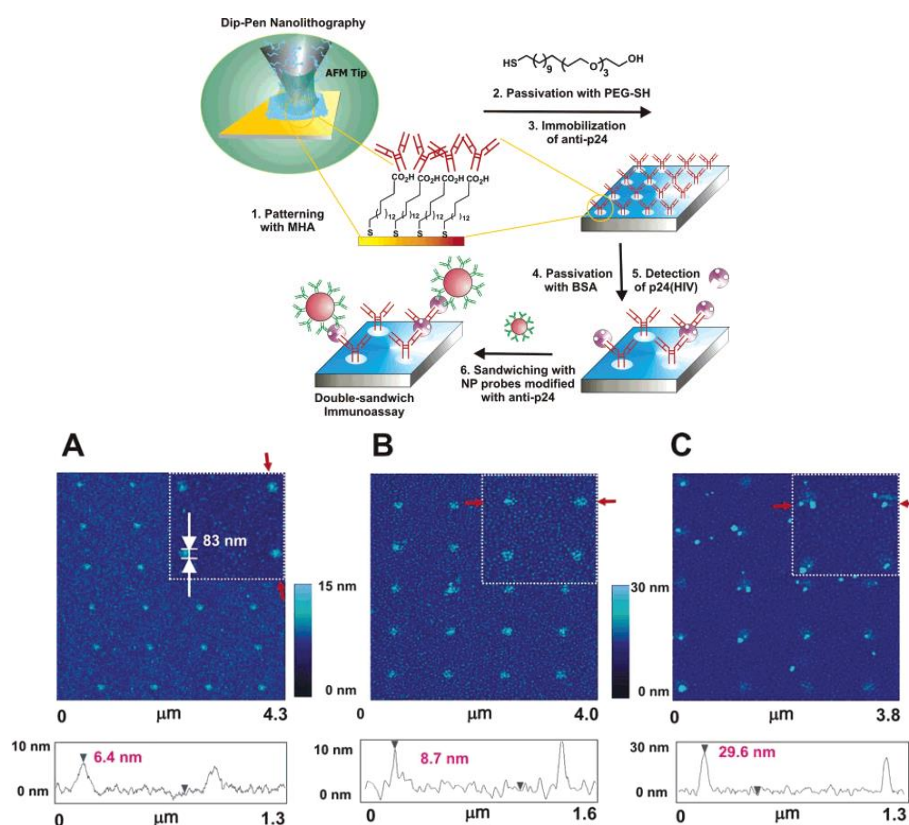 Dip-Pen Nanolithography
AFM Tip
HS
9
O
3
OH
2. Passivation with PEG-SH
3. Immobilization
of anti-p24
CO₂H CO₂H CO₂H CO₂H
12 12 12 12
S S S S
1. Patterning
with MHA
4. Passivation
with BSA
5. Detection
of p24(HIV)
6. Sandwiching with
NP probes modified
with anti-p24
Double-sandwich
Immunoassay
A
B
C
83 nm
15 nm
0 nm
30 nm
0 nm
0 μm 4.3
0 μm 4.0
0 μm 3.8
10 nm
6.4 nm
0 nm
0 μm 1.3
10 nm
8.7 nm
0 nm
0 μm 1.6
30 nm
29.6 nm
0 nm
0 μm 1.3